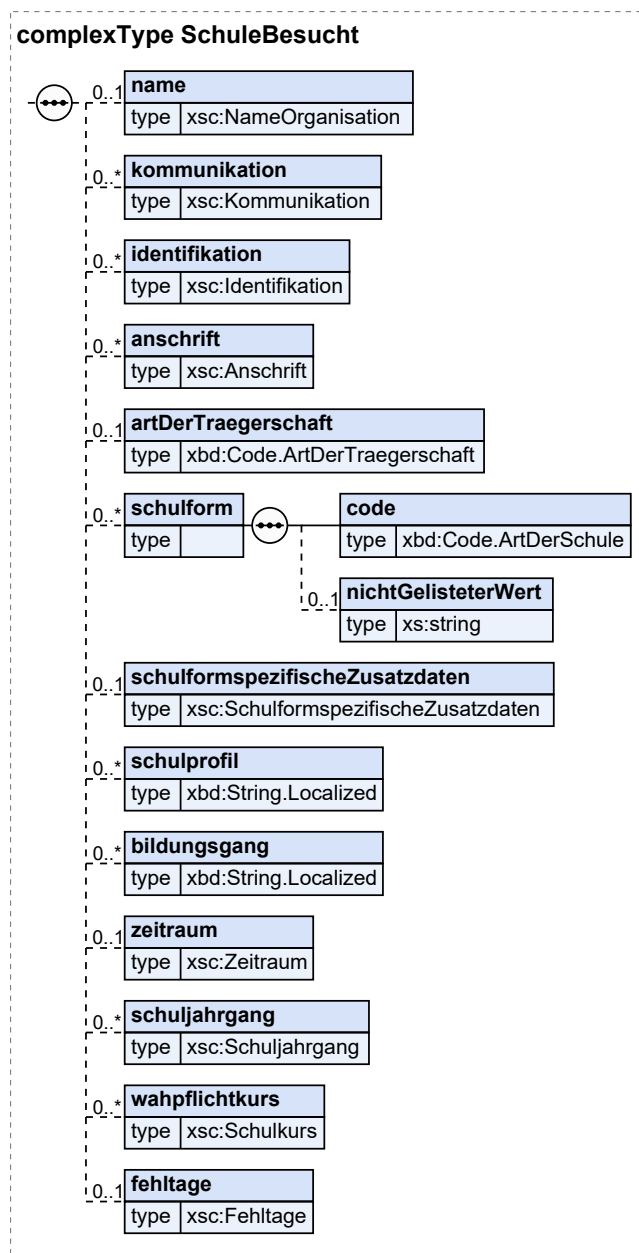 complexType SchuleBesucht
0..1 name
type xsc:NameOrganisation
0..* kommunikation
type xsc:Kommunikation
0..* identifikation
type xsc:Identifikation
0..* anschrift
type xsc:Anschrift
0..1 artDerTraegerschaft
type xbd:Code.ArtDerTraegerschaft
0..* schulform code
type type xbd:Code.ArtDerSchule
0..1 nichtGelisteterWert
type xs:string
0..1 schulformspezifischeZusatzdaten
type xsc:SchulformspezifischeZusatzdaten
0..* schulprofil
type xbd:String.Localized
0..* bildungsgang
type xbd:String.Localized
0..1 zeitraum
type xsc:Zeitraum
0..* schuljahrgang
type xsc:Schuljahrgang
0..* wahpflichtkurs
type xsc:Schulkurs
0..1 fehltage
type xsc:Fehltage